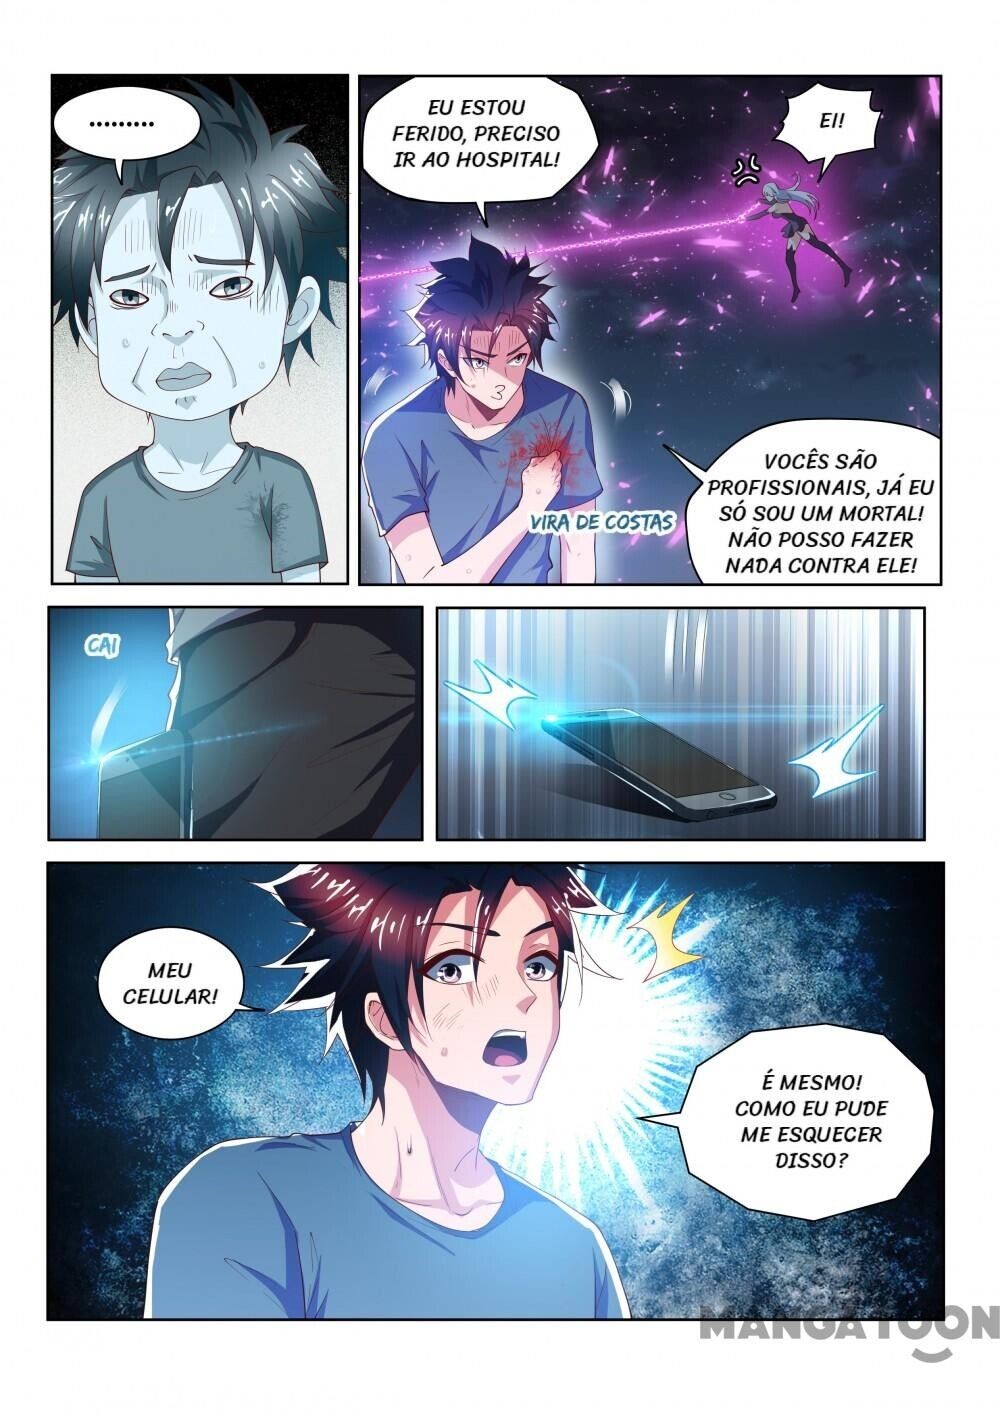 .........
EU ESTOU
FERIDO, PRECISO
IR AO HOSPITAL!
EI!
VIRA DE COSTAS
VOCÊS SÃO
PROFISSIONAIS, JÁ EU
SÓ SOU UM MORTAL!
NÃO POSSO FAZER
NADA CONTRA ELE!
CAI
MEU
CELULAR!
É MESMO!
COMO EU PUDE
ME ESQUECER
DISSO?
MANGATOON